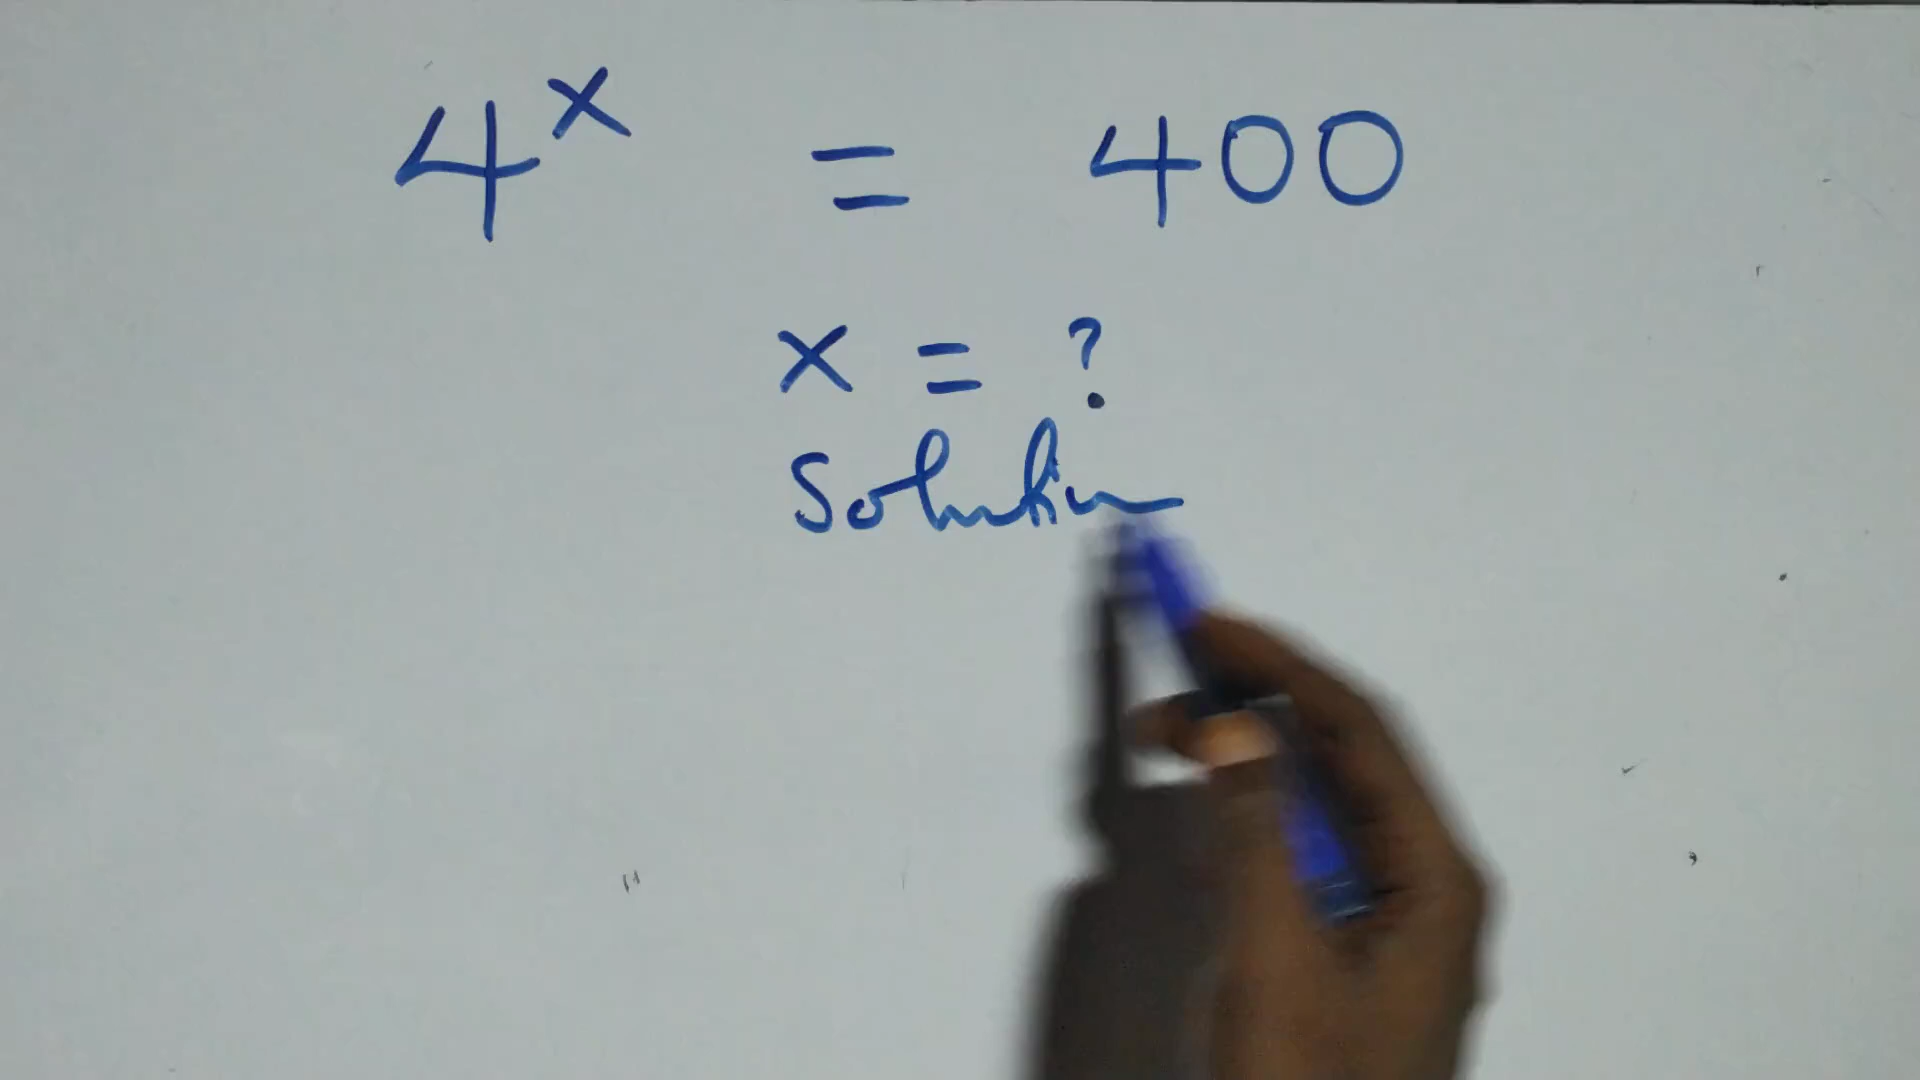 4^x = 400
x = ?
Solution